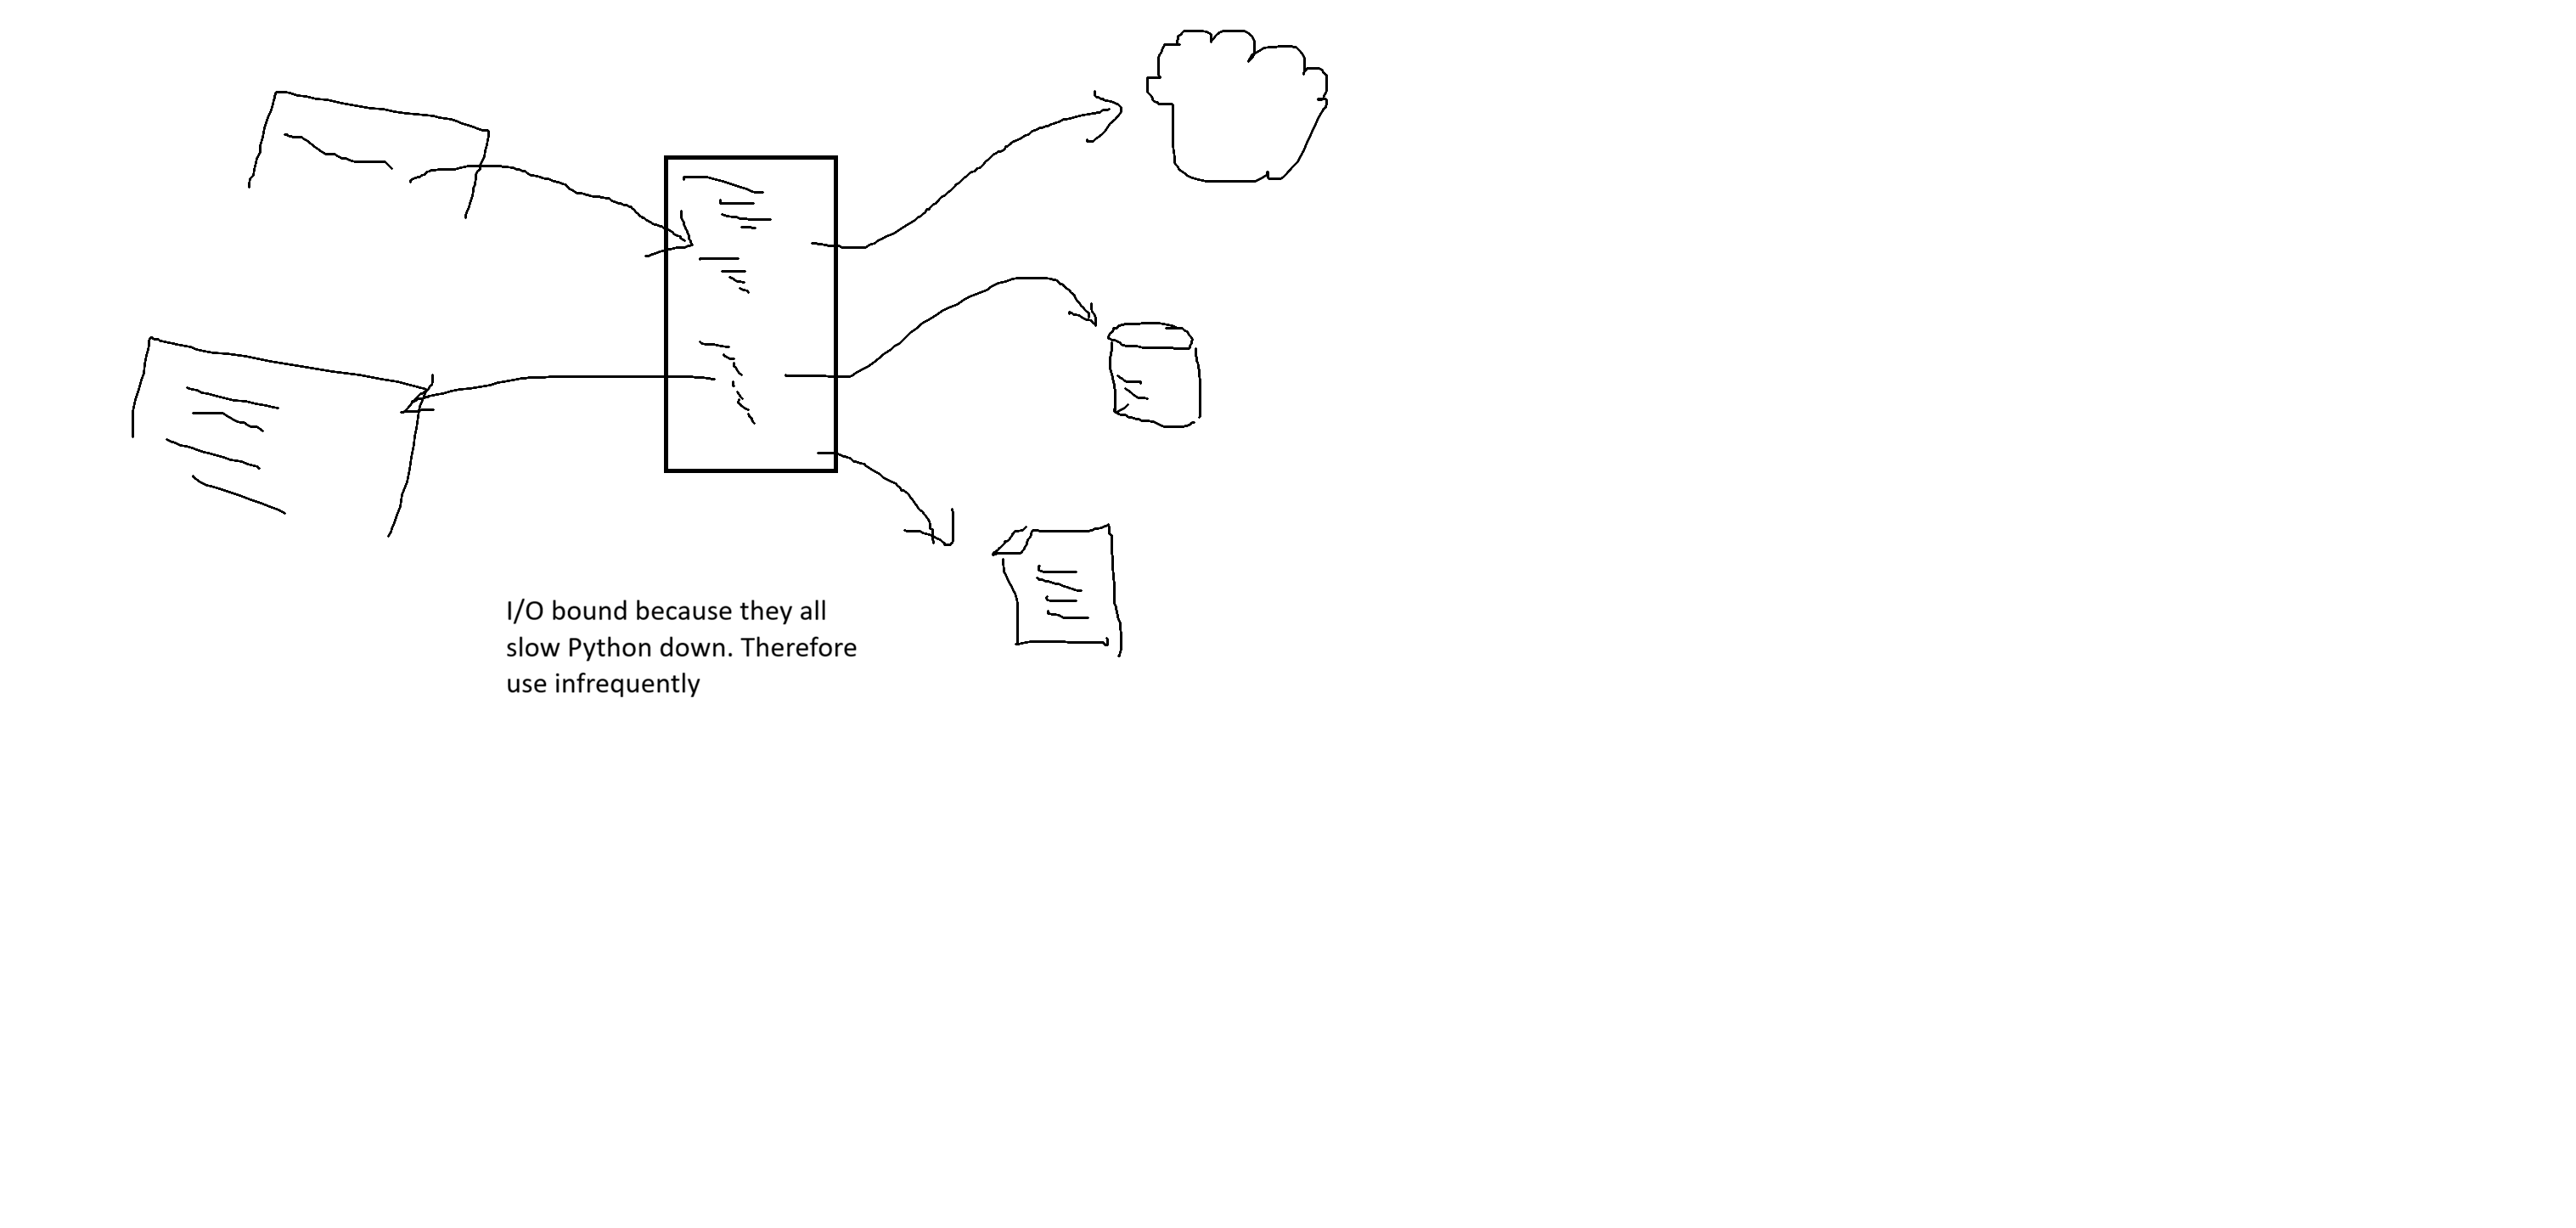 I/O bound because they all
slow Python down. Therefore
use infrequently